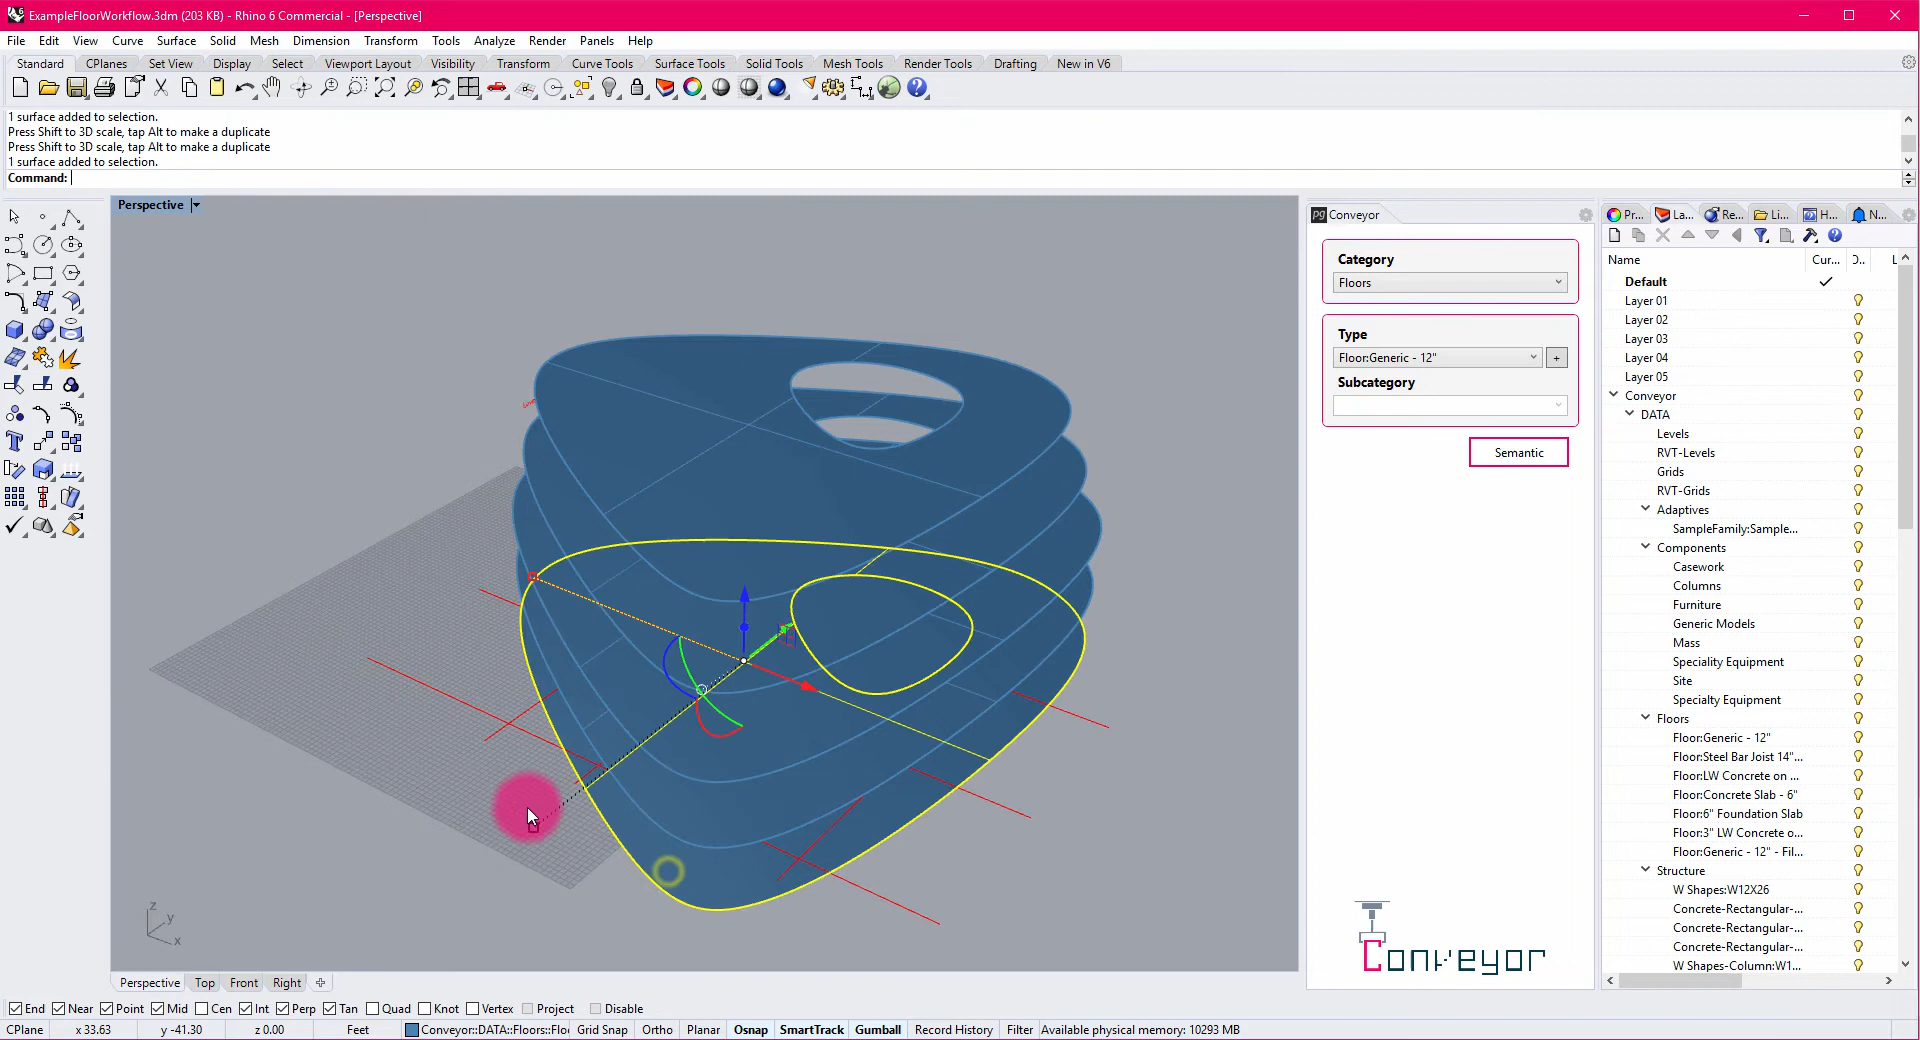 ExampleFloorWorkflow.3dm (203 KB) - Rhino 6 Commercial - [Perspective]
File Edit View Curve Surface Solid Mesh Dimension Transform Tools Analyze Render Panels Help
Standard CPlanes Set View Display Select Viewport Layout Visibility Transform Curve Tools Surface Tools Solid Tools Mesh Tools Render Tools Drafting New in V6
1 surface added to selection.
Press Shift to 3D scale, tap Alt to make a duplicate
Press Shift to 3D scale, tap Alt to make a duplicate
1 surface added to selection.
Command:
Perspective
z
y
x
Perspective Top Front Right
pg Conveyor
Category
Floors
Type
Floor:Generic - 12"
+
Subcategory
Semantic
Conveyor
Pr... La... Re... Li... H... N...
Name Cur... L
Default
Layer 01
Layer 02
Layer 03
Layer 04
Layer 05
Conveyor
DATA
Levels
RVT-Levels
Grids
RVT-Grids
Adaptives
SampleFamily:Sample...
Components
Casework
Columns
Furniture
Generic Models
Mass
Speciality Equipment
Site
Specialty Equipment
Floors
Floor:Generic - 12"
Floor:Steel Bar Joist 14"...
Floor:LW Concrete on ...
Floor:Concrete Slab - 6"
Floor:6" Foundation Slab
Floor:3" LW Concrete o...
Floor:Generic - 12" - Fil...
Structure
W Shapes:W12X26
Concrete-Rectangular-...
Concrete-Rectangular-...
Concrete-Rectangular-...
W Shapes-Column:W1...
End Near Point Mid Cen Int Perp Tan Quad Knot Vertex Project Disable
CPlane x 33.63 y -41.30 z 0.00 Feet Conveyor::DATA::Floors::Flo Grid Snap Ortho Planar Osnap SmartTrack Gumball Record History Filter Available physical memory: 10293 MB